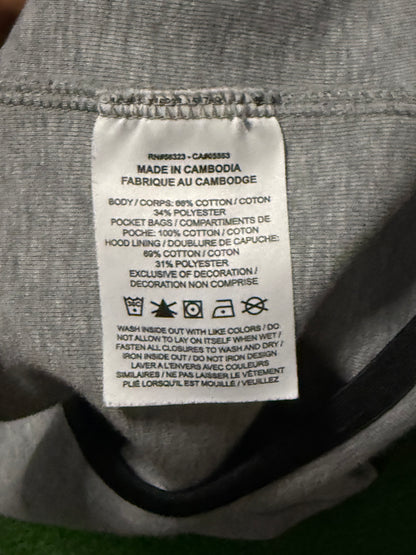 RN#56323 - CA#05553
MADE IN CAMBODIA
FABRIQUE AU CAMBODGE
BODY / CORPS: 66% COTTON / COTON
34% POLYESTER
POCKET BAGS / COMPARTIMENTS DE
POCHE: 100% COTTON / COTON
HOOD LINING / DOUBLURE DE CAPUCHE:
69% COTTON / COTON
31% POLYESTER
EXCLUSIVE OF DECORATION /
DECORATION NON COMPRISE
WASH INSIDE OUT WITH LIKE COLORS / DO
NOT ALLOW TO LAY ON ITSELF WHEN WET /
FASTEN ALL CLOSURES TO WASH AND DRY /
IRON INSIDE OUT / DO NOT IRON DESIGN
LAVER A L'ENVERS AVEC COULEURS
SIMILAIRES / NE PAS LAISSER LE VÊTEMENT
PLIÉ LORSQU'IL EST MOUILLÉ / VEUILLEZ